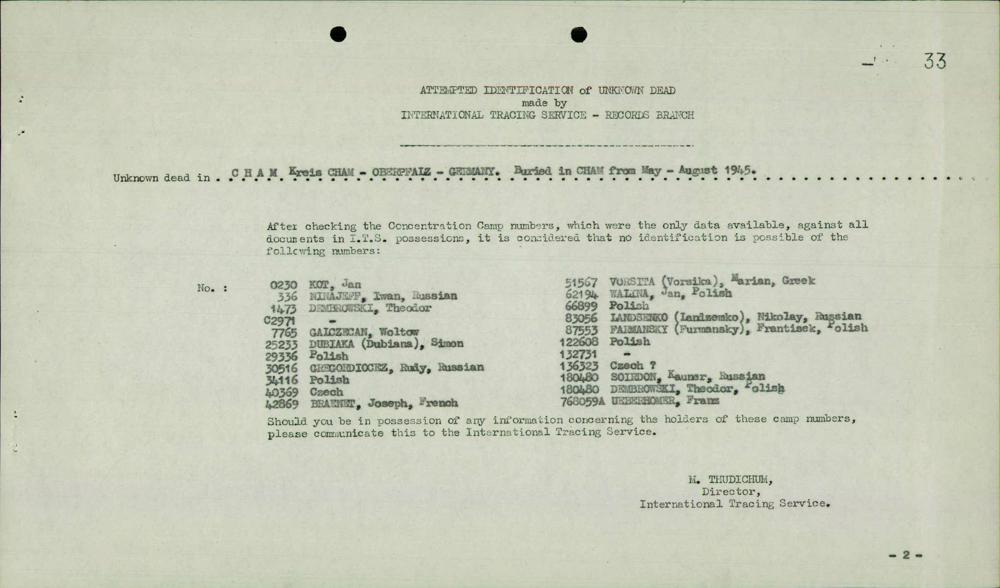 33
ATTEMPTED IDENTIFICATION of UNKNOWN DEAD
made by
INTERNATIONAL TRACING SERVICE - RECORDS BRANCH
Unknown dead in . C H A M. Kreis CHAM - OBERPFALZ - GERMANY. Buried in CHAM from May - August 1945.
After checking the Concentration Camp numbers, which were the only data available, against all
documents in I.T.S. possessions, it is considered that no identification is possible of the
following numbers:
No. :
0230 KOT, Jan
336 MINAJEFF, Iwan, Russian
1473 DEMBROWSKI, Theodor
C2971 -
7765 GALCZECAN, Woltow
25233 DUBIAKA (Dubiana), Simon
29336 Polish
30516 GREGORDIOCEZ, Rudy, Russian
34116 Polish
40369 Czech
42869 BRAENET, Joseph, French
51567 VORSITA (Vorsika), Marian, Greek
62194 WALINA, Jan, Polish
66899 Polish
83056 LANDSENKO (Landzemko), Nikolay, Russian
87553 FARMANSKY (Furmansky), Frantisek, Polish
122608 Polish
132731 -
136323 Czech ?
180480 SOIRDON, Kaunar, Russian
180480 DEMBROWSKI, Theodor, Polish
768059A UEBERHOMER, Franz
Should you be in possession of any information concerning the holders of these camp numbers,
please communicate this to the International Tracing Service.
M. THUDICHUM,
Director,
International Tracing Service.
- 2 -